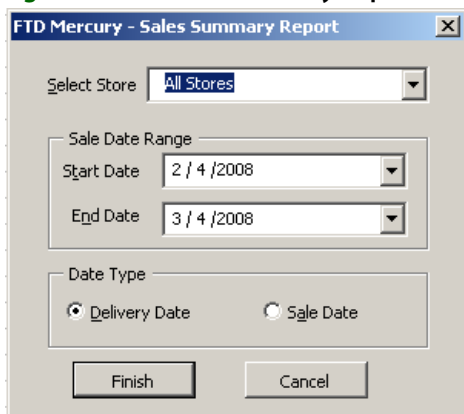 FTD Mercury - Sales Summary Report
Select Store All Stores
Sale Date Range
Start Date 2 / 4 /2008
End Date 3 / 4 /2008
Date Type
Delivery Date Sale Date
Finish Cancel